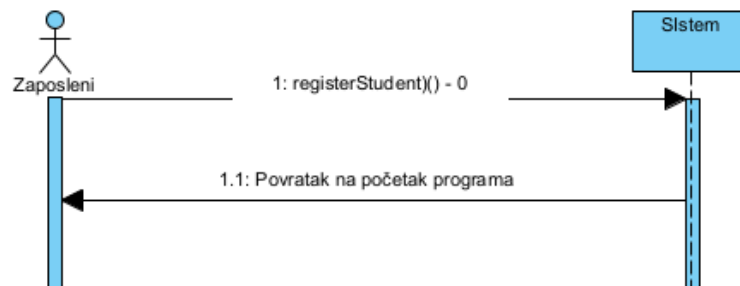 SIstem
Zaposleni
1: registerStudent)() - 0
1.1: Povratak na početak programa